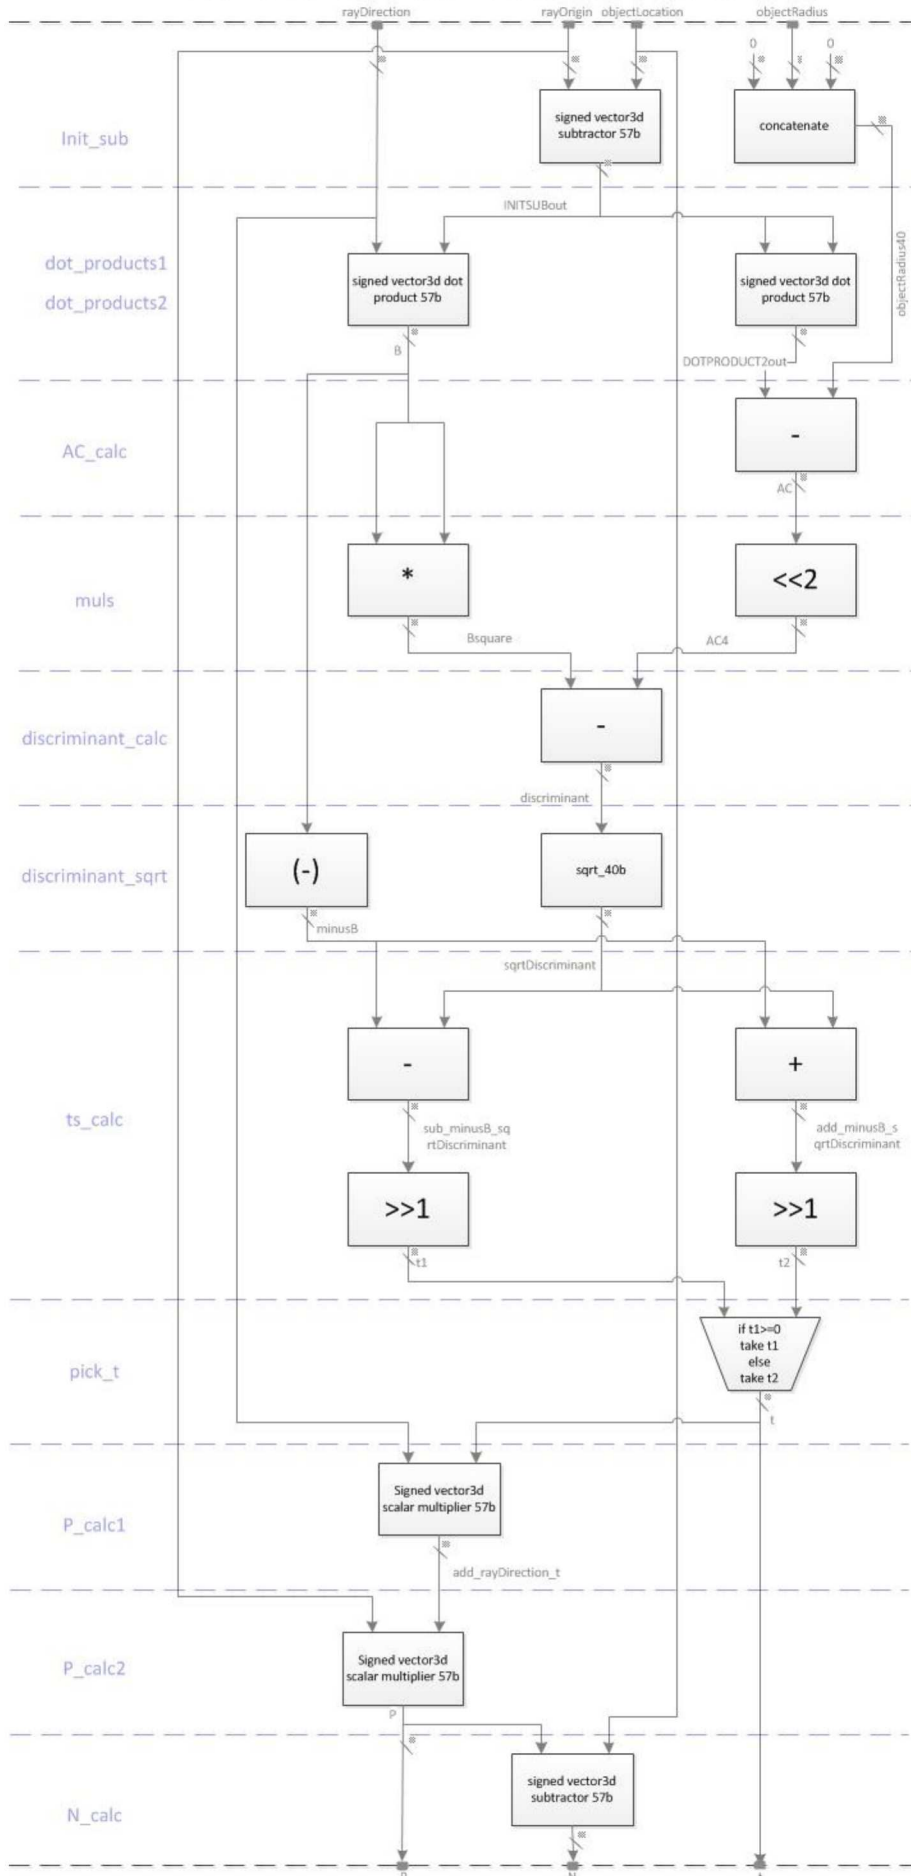 rayDirection
rayOrigin
objectLocation
objectRadius
0
0
Init_sub
signed vector3d
subtractor 57b
concatenate
INITSUBout
objectRadius40
dot_products1
dot_products2
signed vector3d dot
product 57b
signed vector3d dot
product 57b
B
DOTPRODUCT2out
AC_calc
-
AC
muls
*
<<2
Bsquare
AC4
discriminant_calc
-
discriminant
discriminant_sqrt
(-)
sqrt_40b
minusB
sqrtDiscriminant
ts_calc
-
+
sub_minusB_sq
rtDiscriminant
add_minusB_s
qrtDiscriminant
>>1
>>1
t1
t2
pick_t
if t1>=0
take t1
else
take t2
t
P_calc1
Signed vector3d
scalar multiplier 57b
add_rayDirection_t
P_calc2
Signed vector3d
scalar multiplier 57b
P
N_calc
signed vector3d
subtractor 57b